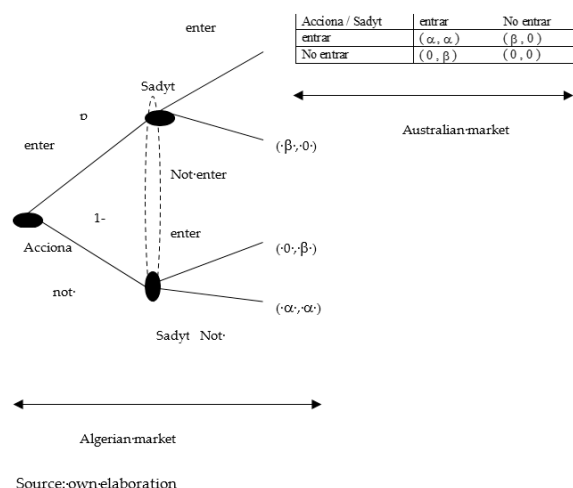 enter
Acciona / Sadyt entrar No entrar
entrar (α,α) (β,0)
No entrar (0,β) (0,0)
Sadyt
Australian·market
p
enter
(·β·,·0·)
Not·enter
1-
enter
(·0·,·β·)
Acciona
not·
(·α·,·α·)
Sadyt Not·
Algerian·market
Source:·own·elaboration